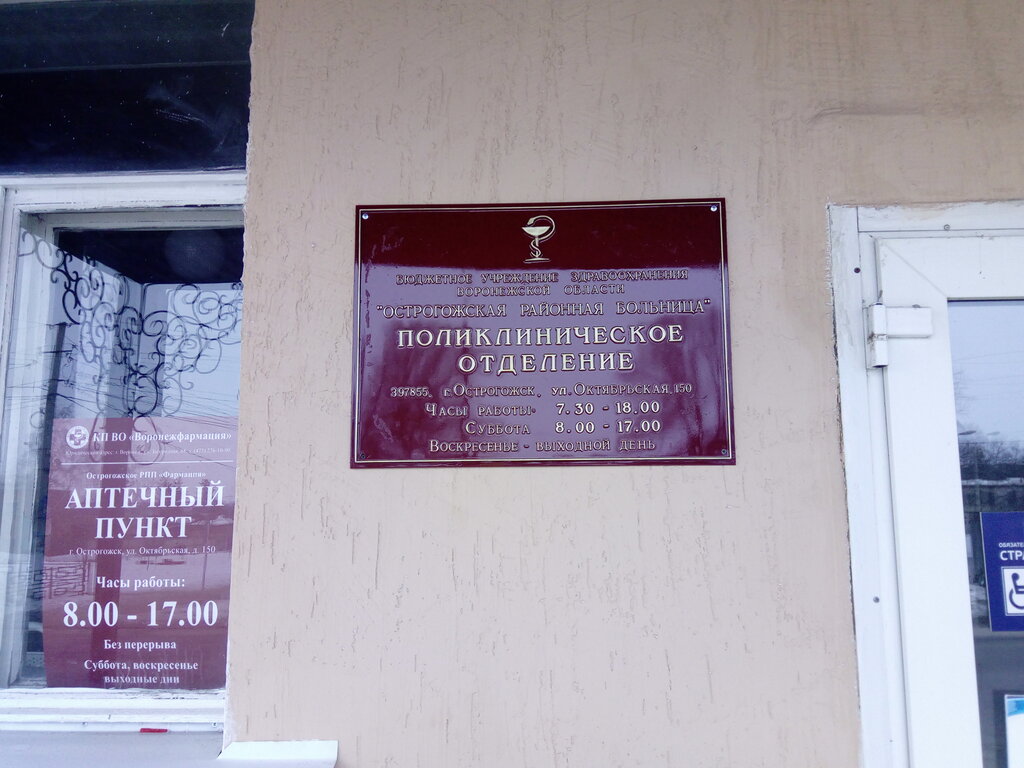 БЮДЖЕТНОЕ УЧРЕЖДЕНИЕ ЗДРАВООХРАНЕНИЯ
ВОРОНЕЖСКОЙ ОБЛАСТИ
"ОСТРОГОЖСКАЯ РАЙОННАЯ БОЛЬНИЦА"
ПОЛИКЛИНИЧЕСКОЕ
ОТДЕЛЕНИЕ
397855, г.Острогожск, ул.Октябрьская,150
Часы работы: 7.30 - 18.00
Суббота 8.00 - 17.00
Воскресенье - выходной день
КП ВО «Воронежфармация»
Острогожское РПП «Фармация»
АПТЕЧНЫЙ
ПУНКТ
г. Острогожск, ул. Октябрьская, д. 150
Часы работы:
8.00 - 17.00
Без перерыва
Суббота, воскресенье
выходные дни